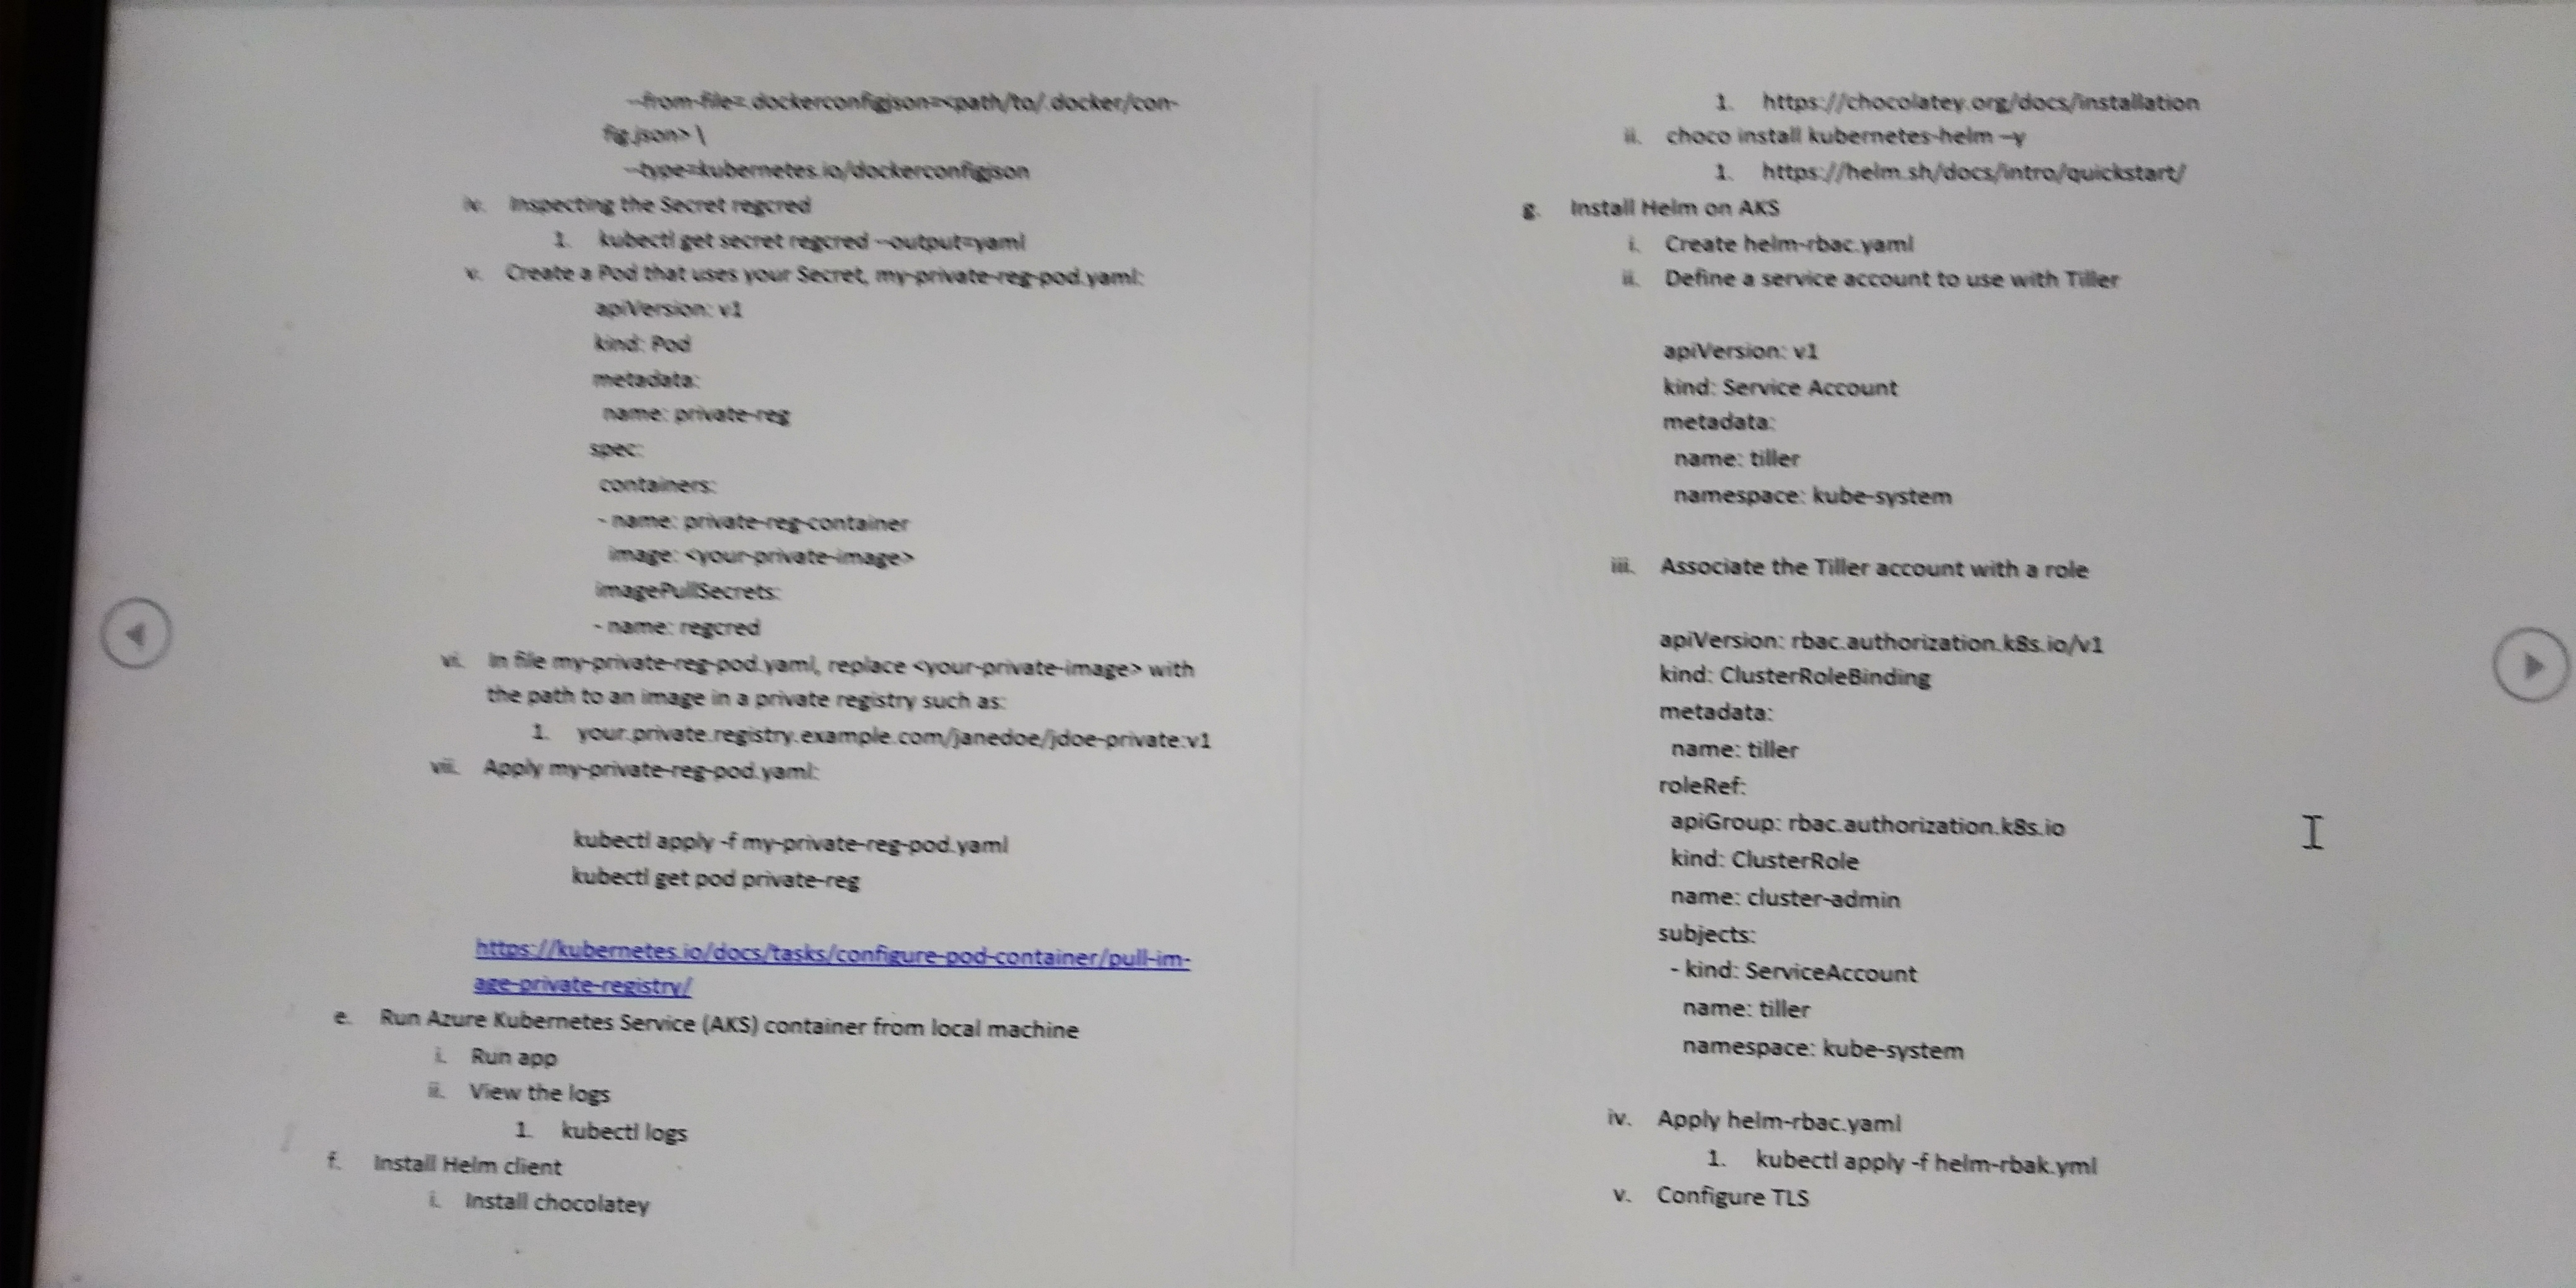 --from-file=.dockerconfigjson=<path/to/.docker/con-
fig.json> \
--type=kubernetes.io/dockerconfigjson
iv. Inspecting the Secret regcred
1. kubectl get secret regcred --output=yaml
v. Create a Pod that uses your Secret, my-private-reg-pod.yaml:
apiVersion: v1
kind: Pod
metadata:
name: private-reg
spec:
containers:
- name: private-reg-container
image: <your-private-image>
imagePullSecrets:
- name: regcred
vi. In file my-private-reg-pod.yaml, replace <your-private-image> with
the path to an image in a private registry such as:
1. your.private.registry.example.com/janedoe/jdoe-private:v1
vii. Apply my-private-reg-pod.yaml:
kubectl apply -f my-private-reg-pod.yaml
kubectl get pod private-reg
https://kubernetes.io/docs/tasks/configure-pod-container/pull-im-
age-private-registry/
e. Run Azure Kubernetes Service (AKS) container from local machine
i. Run app
ii. View the logs
1. kubectl logs
f. Install Helm client
i. Install chocolatey
1. https://chocolatey.org/docs/installation
ii. choco install kubernetes-helm –y
1. https://helm.sh/docs/intro/quickstart/
g. Install Helm on AKS
i. Create helm-rbac.yaml
ii. Define a service account to use with Tiller
apiVersion: v1
kind: Service Account
metadata:
name: tiller
namespace: kube-system
iii. Associate the Tiller account with a role
apiVersion: rbac.authorization.k8s.io/v1
kind: ClusterRoleBinding
metadata:
name: tiller
roleRef:
apiGroup: rbac.authorization.k8s.io
kind: ClusterRole
name: cluster-admin
subjects:
- kind: ServiceAccount
name: tiller
namespace: kube-system
iv. Apply helm-rbac.yaml
1. kubectl apply -f helm-rbak.yml
v. Configure TLS